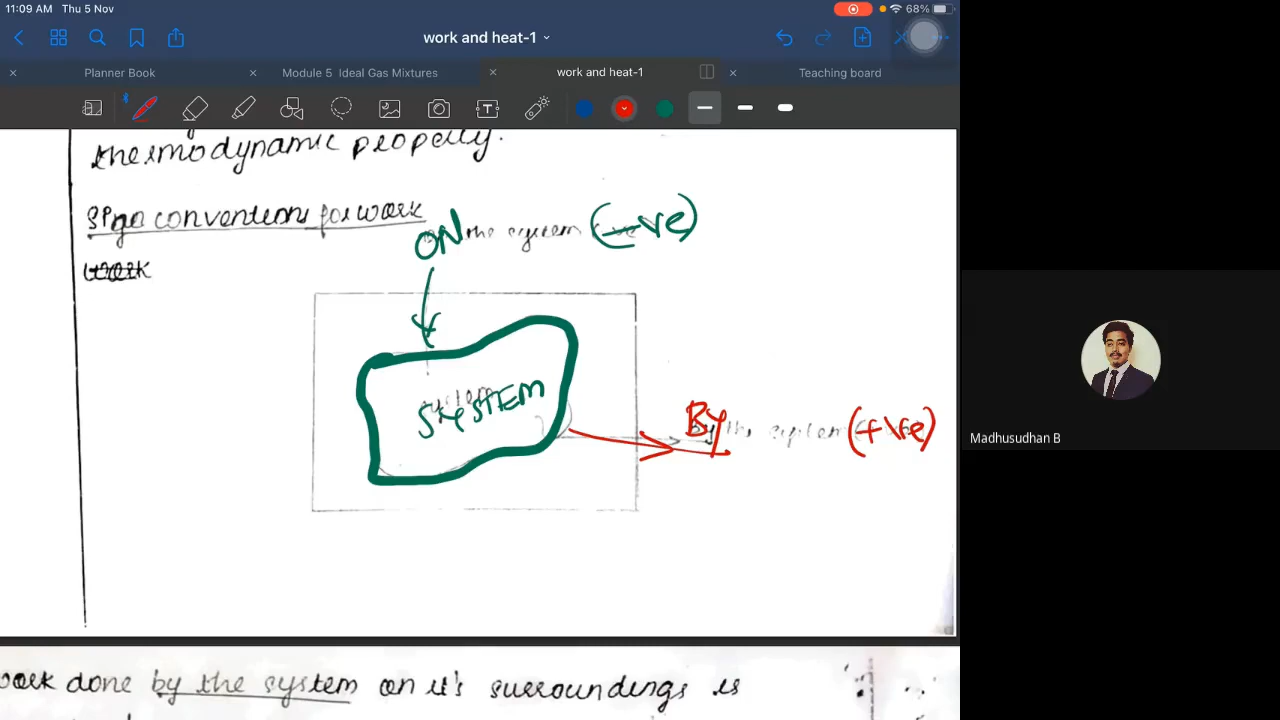 11:09 AM Thu 5 Nov
68%
work and heat-1
Planner Book
Module 5 Ideal Gas Mixtures
work and heat-1
Teaching board
thermodynamic property.
Sign conventions for work
ON the system (-ve)
work
SYSTEM
BY the system (+ve)
Madhusudhan B
work done by the system on it's surroundings is